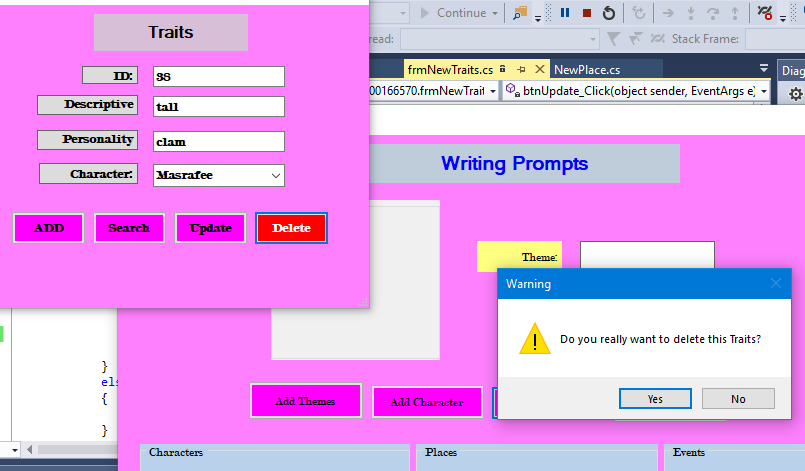 Traits
ID: 38
Descriptive tall
Personality clam
Character: Masrafee
ADD Search Update Delete
Continue
read:
Stack Frame:
frmNewTraits.cs NewPlace.cs
Diag
00166570.frmNewTrait btnUpdate_Click(object sender, EventArgs e)
Writing Prompts
Theme:
Warning
Do you really want to delete this Traits?
Yes No
}
els
{
}
Add Themes Add Character
Characters Places Events